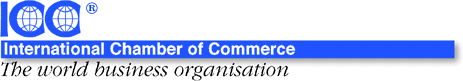 ICC®
International Chamber of Commerce
The world business organisation